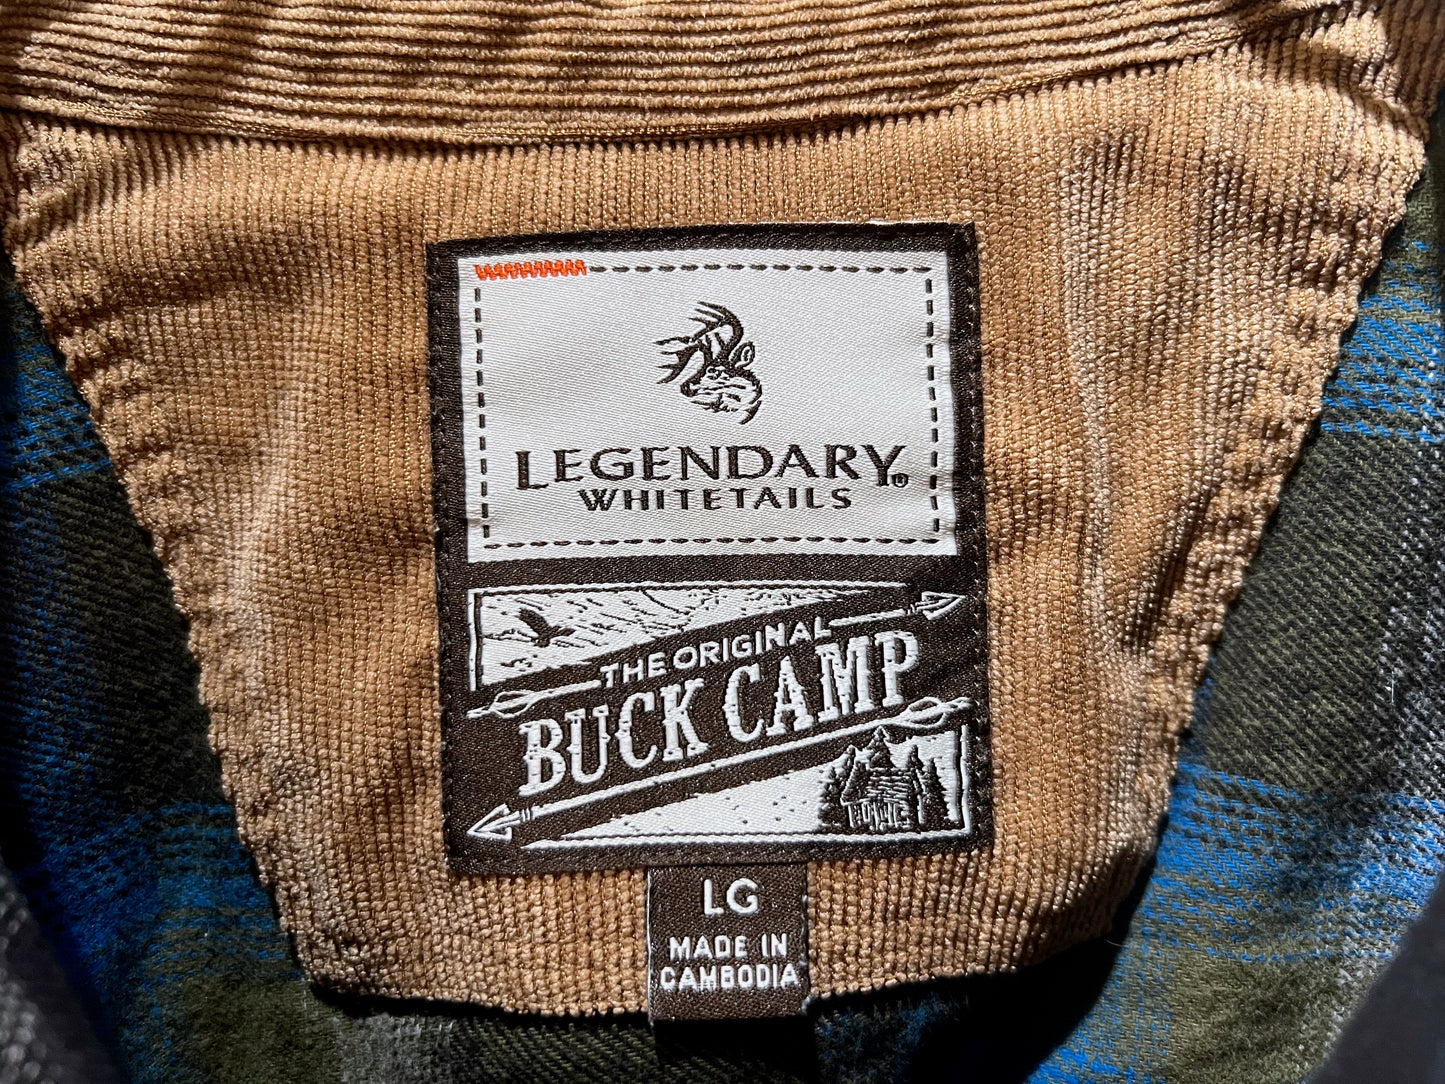 LEGENDARY®
WHITETAILS
THE ORIGINAL
BUCK CAMP
LG
MADE IN
CAMBODIA